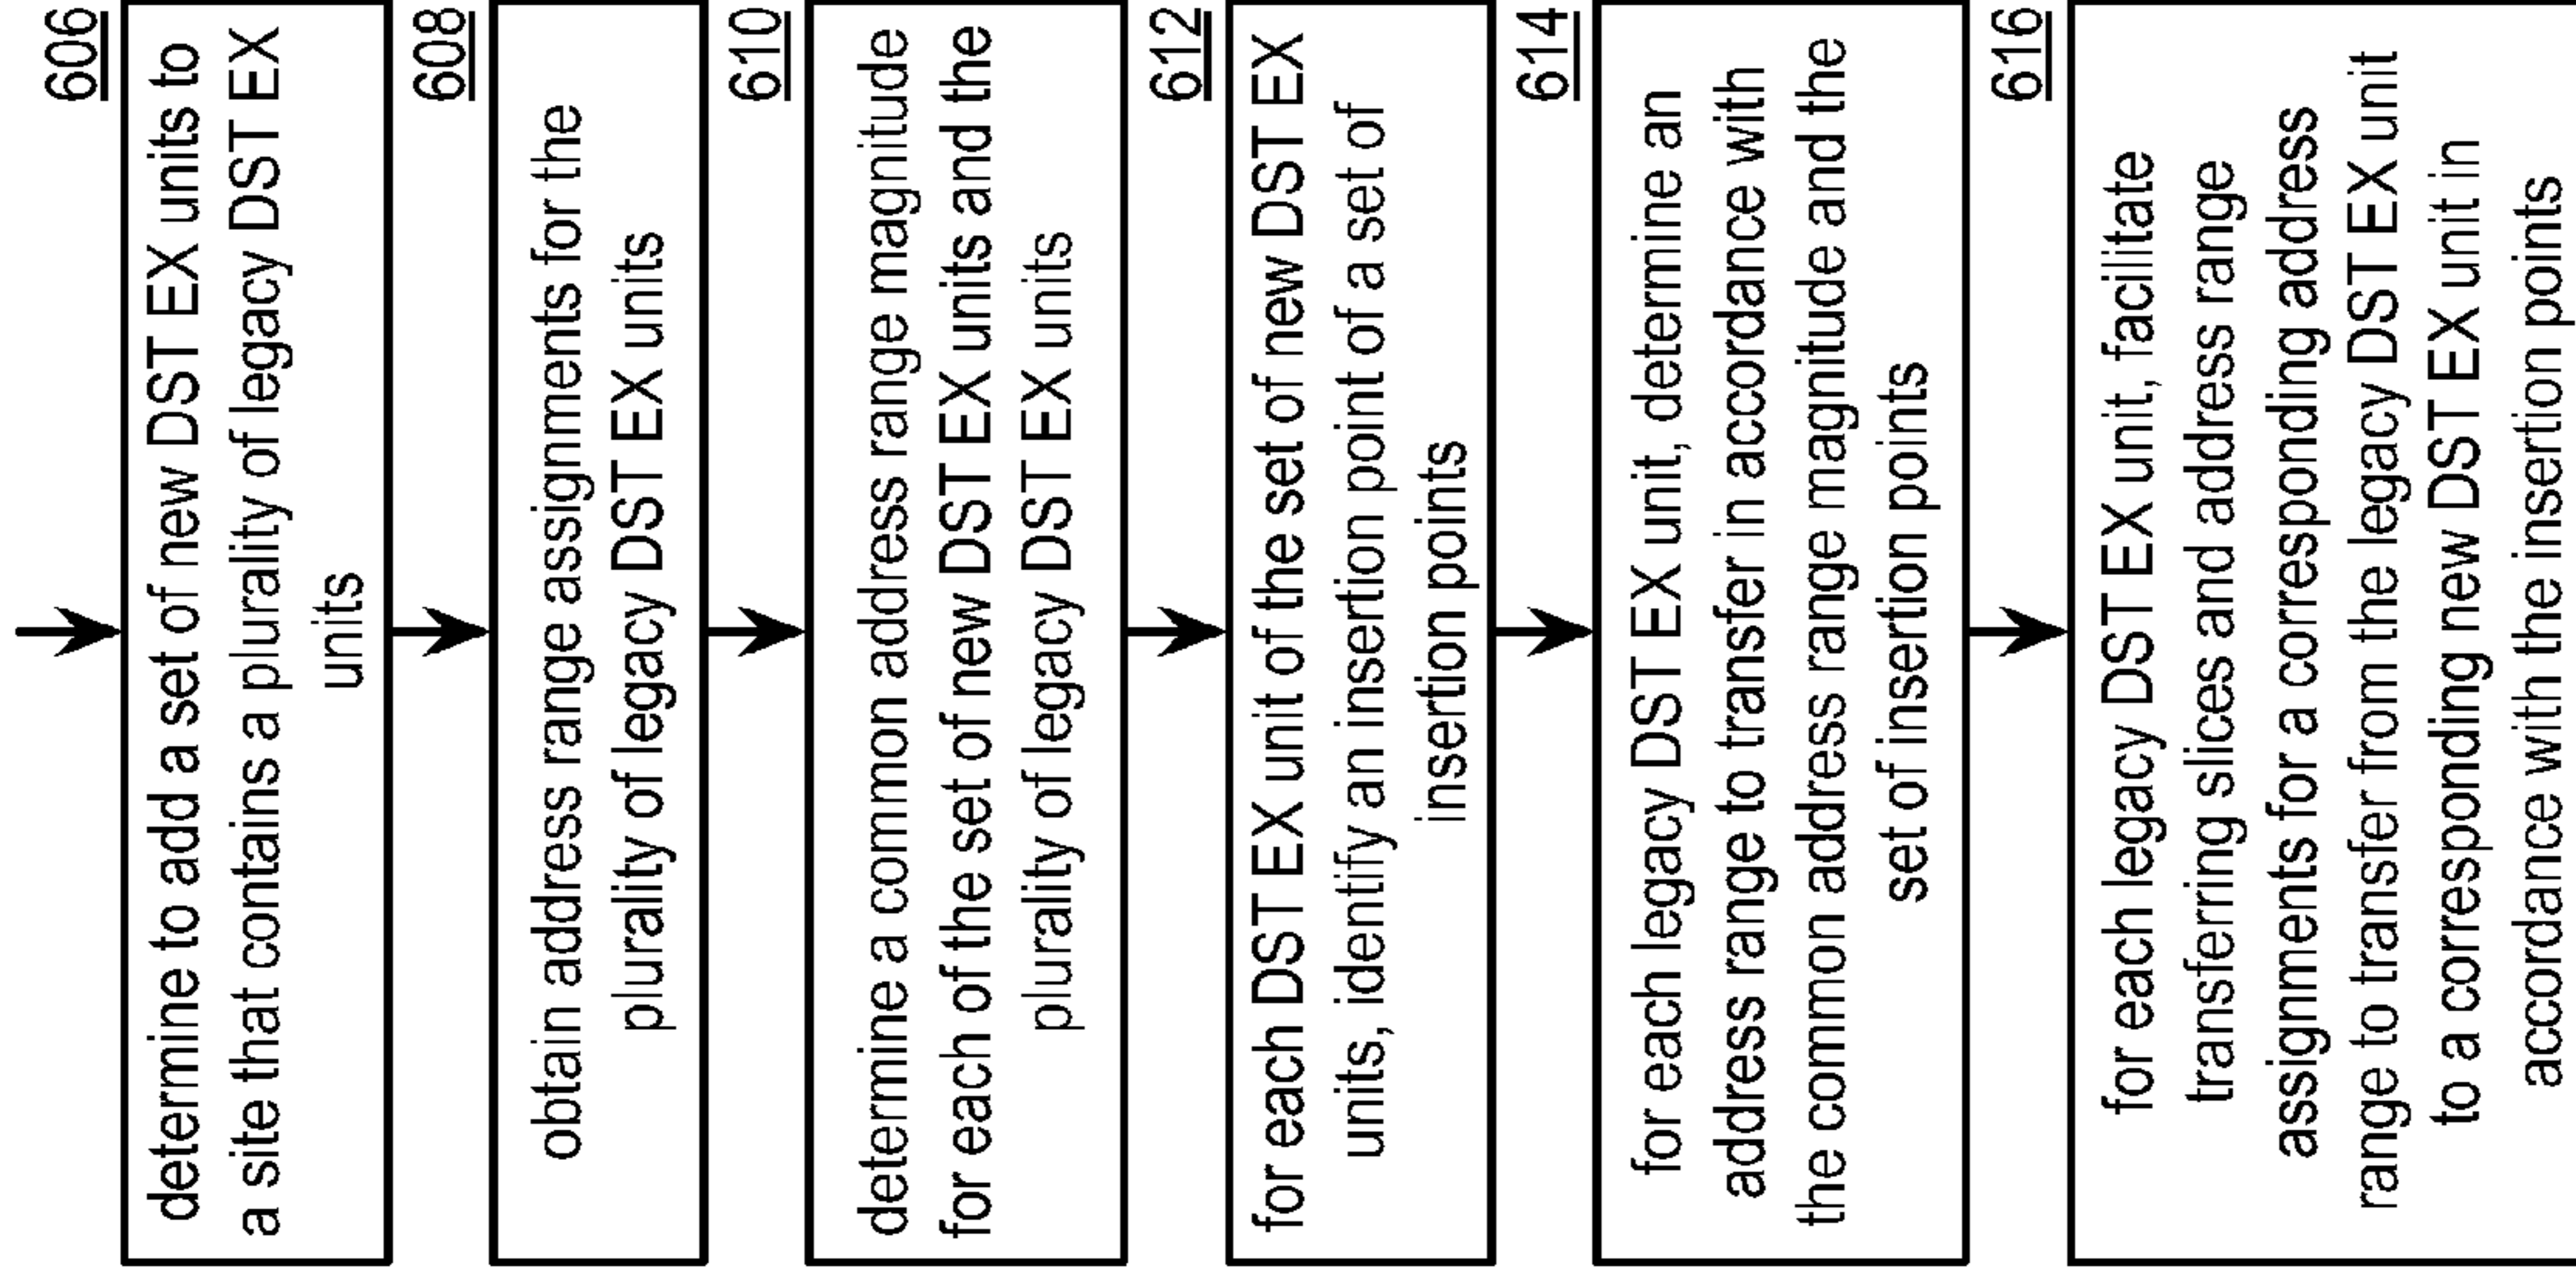 606
determine to add a set of new DST EX units to
a site that contains a plurality of legacy DST EX
units
608
obtain address range assignments for the
plurality of legacy DST EX units
610
determine a common address range magnitude
for each of the set of new DST EX units and the
plurality of legacy DST EX units
612
for each DST EX unit of the set of new DST EX
units, identify an insertion point of a set of
insertion points
614
for each legacy DST EX unit, determine an
address range to transfer in accordance with
the common address range magnitude and the
set of insertion points
616
for each legacy DST EX unit, facilitate
transferring slices and address range
assignments for a corresponding address
range to transfer from the legacy DST EX unit
to a corresponding new DST EX unit in
accordance with the insertion points